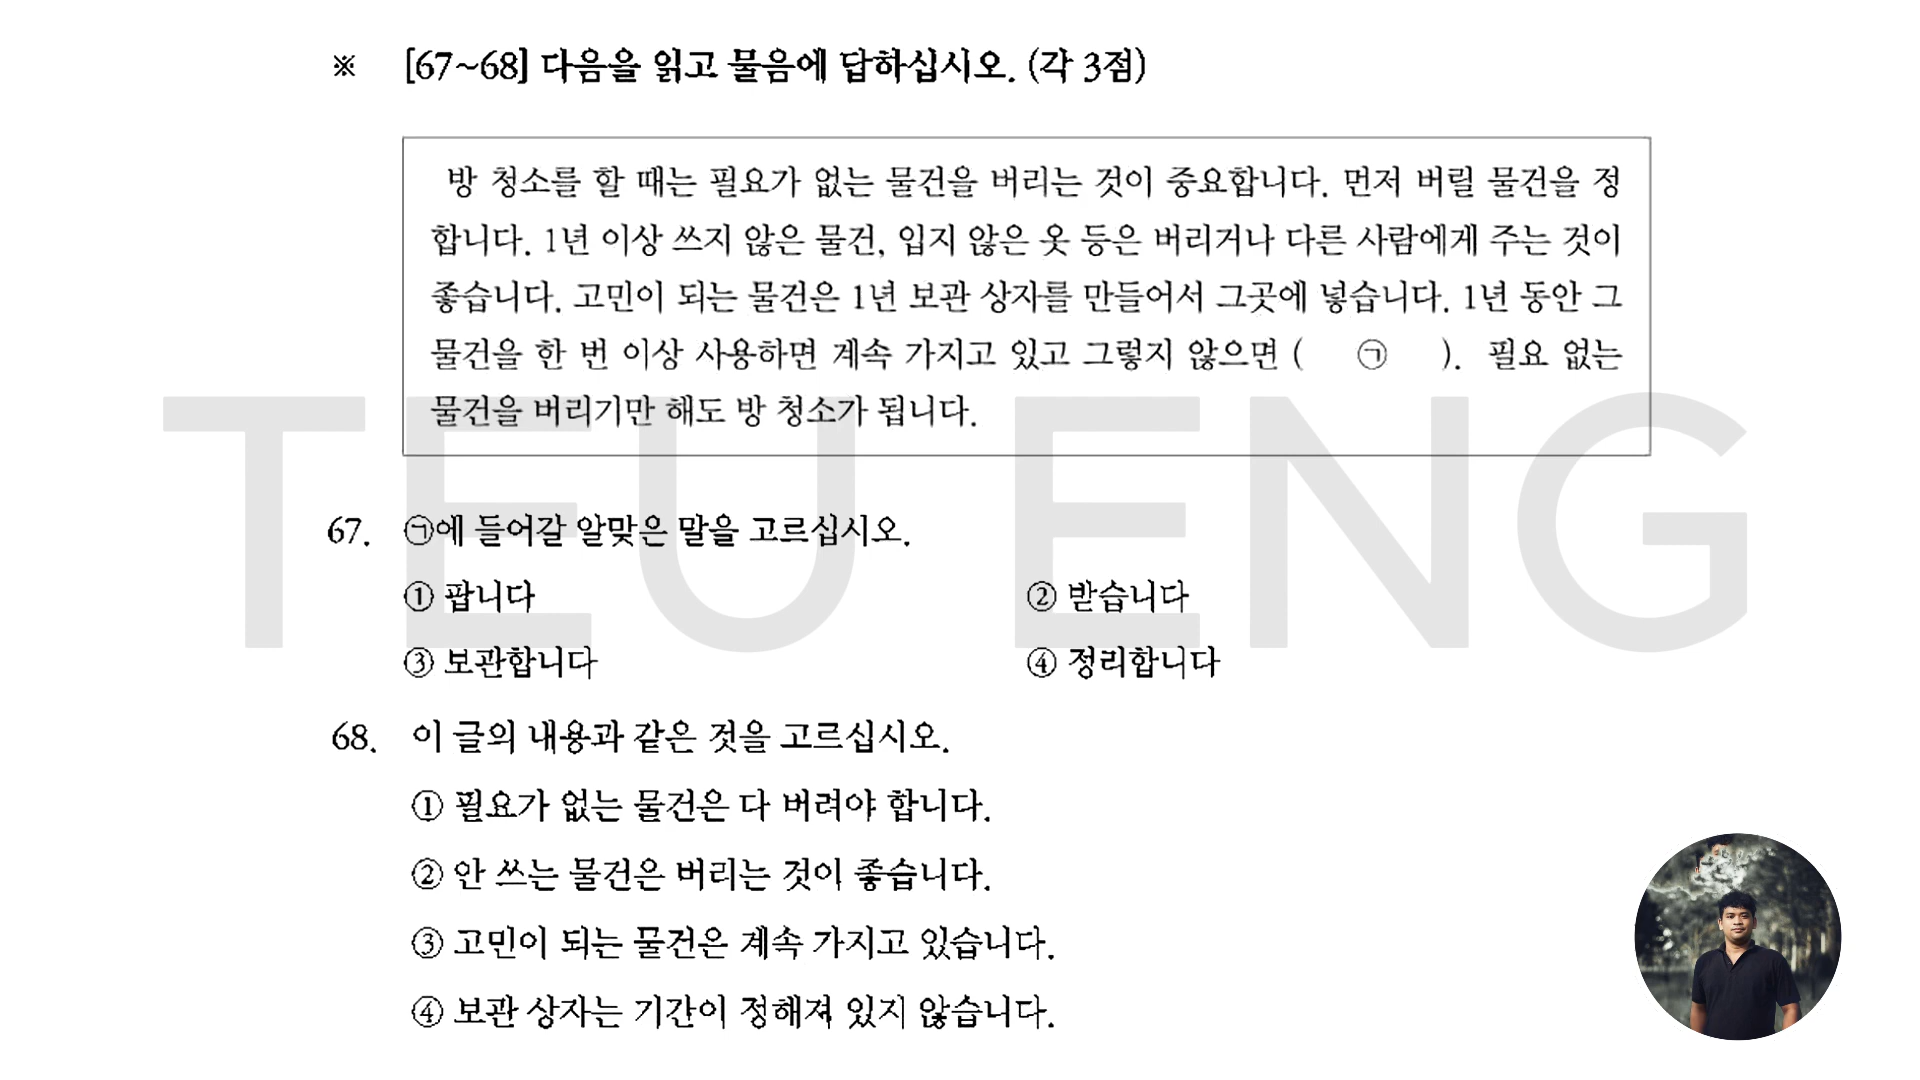 ※ [67~68] 다음을 읽고 물음에 답하십시오. (각 3점)
방 청소를 할 때는 필요가 없는 물건을 버리는 것이 중요합니다. 먼저 버릴 물건을 정
합니다. 1년 이상 쓰지 않은 물건, 입지 않은 옷 등은 버리거나 다른 사람에게 주는 것이
좋습니다. 고민이 되는 물건은 1년 보관 상자를 만들어서 그곳에 넣습니다. 1년 동안 그
물건을 한 번 이상 사용하면 계속 가지고 있고 그렇지 않으면 ( ㉠ ). 필요 없는
물건을 버리기만 해도 방 청소가 됩니다.
TEU ENG
67. ㉠에 들어갈 알맞은 말을 고르십시오.
① 팝니다 ② 받습니다
③ 보관합니다 ④ 정리합니다
68. 이 글의 내용과 같은 것을 고르십시오.
① 필요가 없는 물건은 다 버려야 합니다.
② 안 쓰는 물건은 버리는 것이 좋습니다.
③ 고민이 되는 물건은 계속 가지고 있습니다.
④ 보관 상자는 기간이 정해져 있지 않습니다.